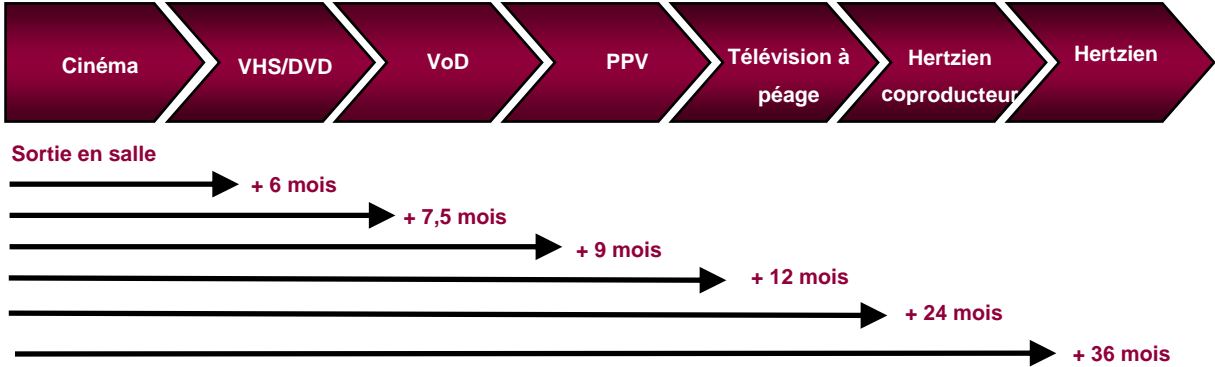 Cinéma
VHS/DVD
VoD
PPV
Télévision à
péage
Hertzien
coproducteur
Hertzien
Sortie en salle
+ 6 mois
+ 7,5 mois
+ 9 mois
+ 12 mois
+ 24 mois
+ 36 mois